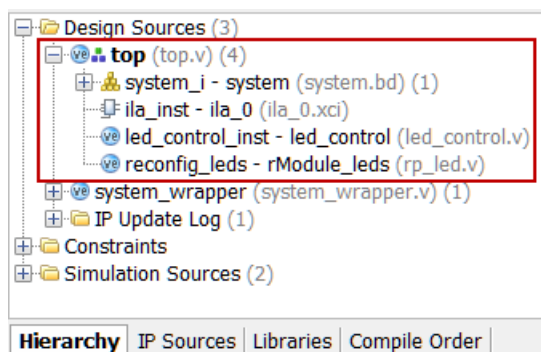 Design Sources (3)
top (top.v) (4)
system_i - system (system.bd) (1)
ila_inst - ila_0 (ila_0.xci)
led_control_inst - led_control (led_control.v)
reconfig_leds - rModule_leds (rp_led.v)
system_wrapper (system_wrapper.v) (1)
IP Update Log (1)
Constraints
Simulation Sources (2)
Hierarchy IP Sources Libraries Compile Order